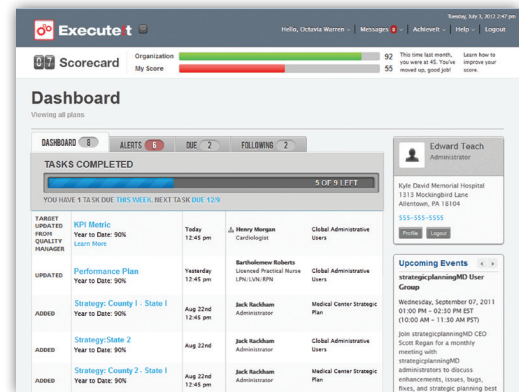 Tuesday, July 3, 2012 2:47 pm
ExecuteIt
Hello, Octavia Warren
Messages 8
AchieveIt
Help
Logout
07 Scorecard
Organization
92
My Score
55
This time last month,
you were at 45. You've
moved up, good job!
Learn how to
improve your
score.
Dashboard
Viewing all plans
DASHBOARD 8
ALERTS 6
DUE 2
FOLLOWING 2
TASKS COMPLETED
5 OF 9 LEFT
YOU HAVE 1 TASK DUE THIS WEEK. NEXT TASK DUE 12/9
TARGET
UPDATED
FROM
QUALITY
MANAGER
KPI Metric
Year to Date: 90%
Learn More
Today
12:45 pm
Henry Morgan
Cardiologist
Global Administrative
Users
UPDATED
Performance Plan
Year to Date: 90%
Yesterday
12:45 pm
Bartholomew Roberts
Licensed Practical Nurse
LPN/LVN/RPN
Global Administrative
Users
ADDED
Strategy: County I - State I
Year to Date: 90%
Aug 22nd
12:45 pm
Jack Rackham
Administrator
Medical Center Strategic
Plan
ADDED
Strategy:State 2
Year to Date: 90%
Aug 22nd
12:45 pm
Jack Rackham
Administrator
Global Administrative
Users
ADDED
Strategy: County 2 - State I
Year to Date: 90%
Aug 22nd
12:45 pm
Jack Rackham
Administrator
Medical Center Strategic
Plan
Edward Teach
Administrator
Kyle David Memorial Hospital
1313 Mockingbird Lane
Allentown, PA 18104
555-555-5555
Profile
Logout
Upcoming Events
strategicplanningMD User
Group
Wednesday, September 07, 2011
01:00 PM - 02:30 PM EST
(10:00 AM - 11:30 AM PST)
Join strategicplanningMD CEO
Scott Regan for a monthly
meeting with
strategicplanningMD
administrators to discuss
enhancements, issues, bugs,
fixes, and strategic planning best